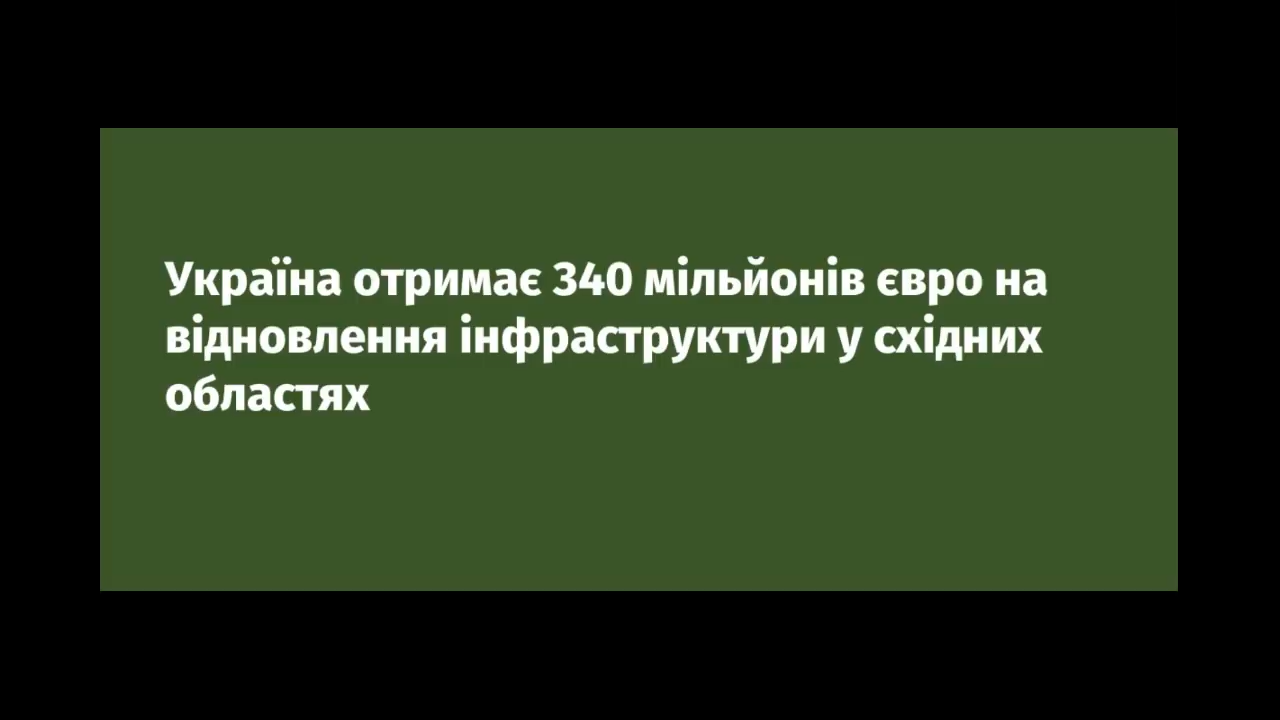 Україна отримає 340 мільйонів євро на
відновлення інфраструктури у східних
областях